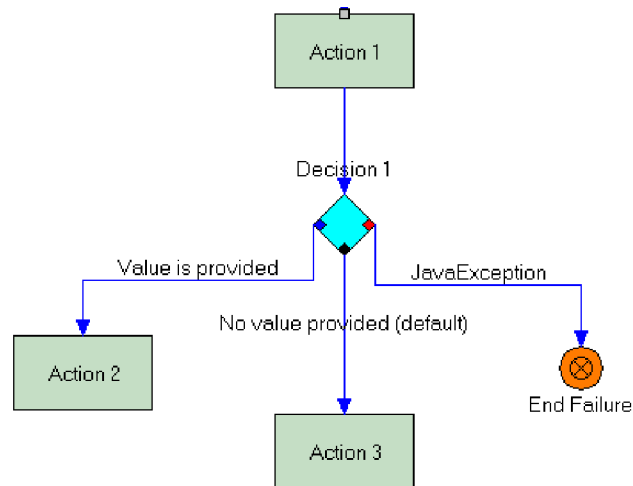 Action 1
Decision 1
Value is provided
JavaException
No value provided (default)
Action 2
End Failure
Action 3